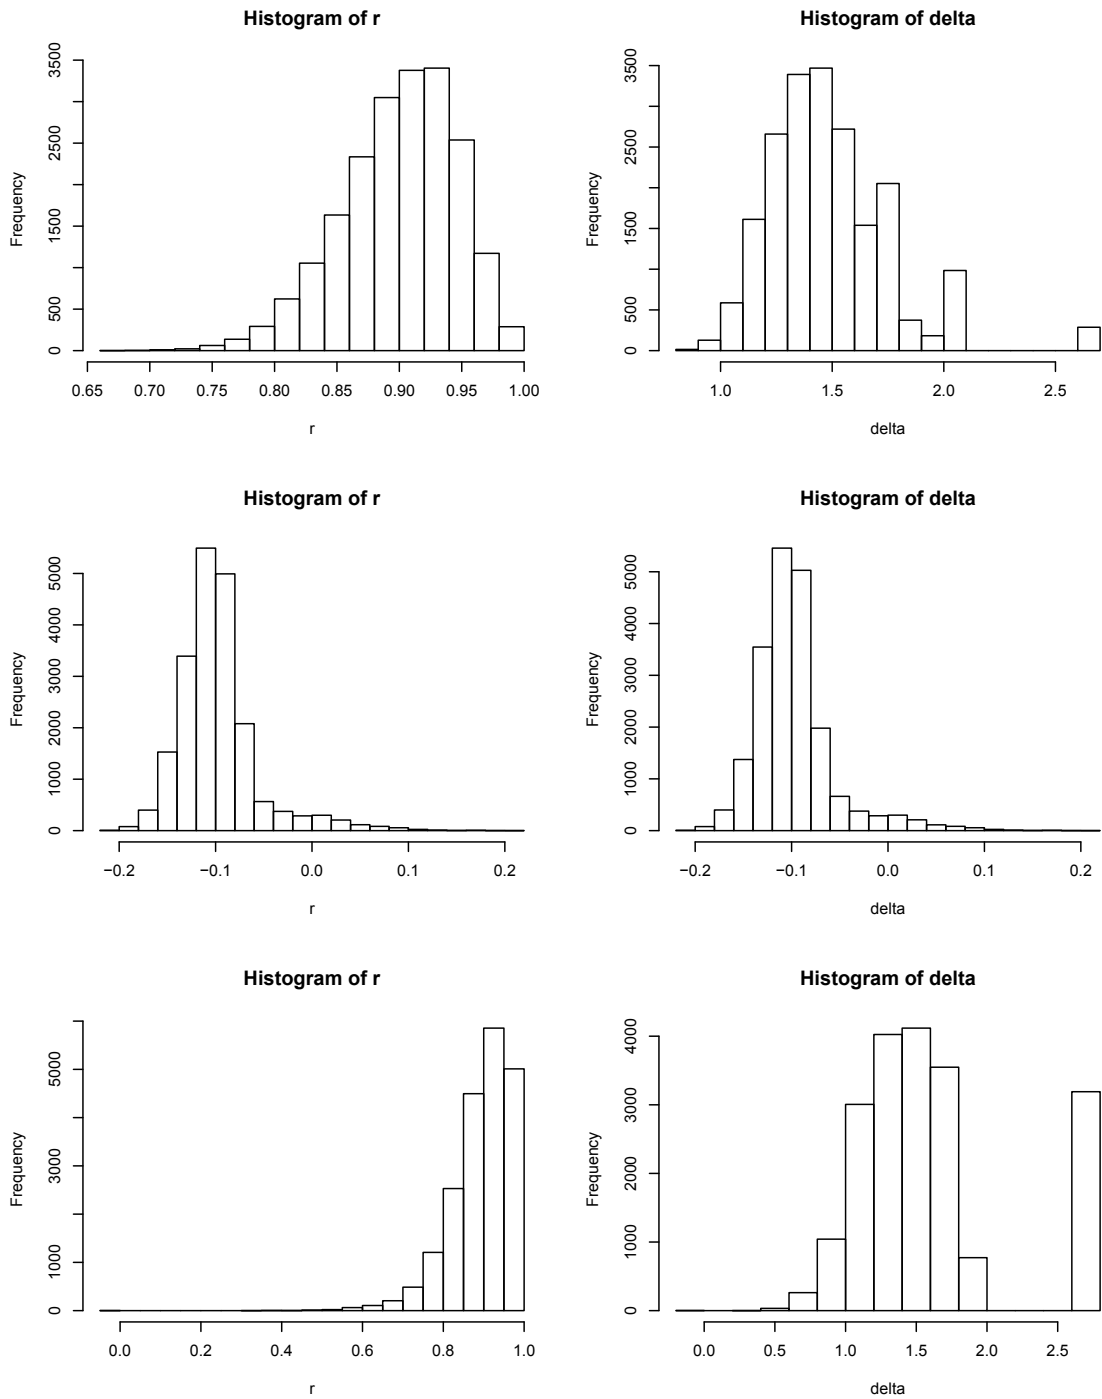 Histogram of r
Frequency
0 500 1500 2500 3500
0.65 0.70 0.75 0.80 0.85 0.90 0.95 1.00
r
Histogram of delta
Frequency
0 500 1500 2500 3500
1.0 1.5 2.0 2.5
delta
Histogram of r
Frequency
0 1000 2000 3000 4000 5000
−0.2 −0.1 0.0 0.1 0.2
r
Histogram of delta
Frequency
0 1000 2000 3000 4000 5000
−0.2 −0.1 0.0 0.1 0.2
delta
Histogram of r
Frequency
0 1000 3000 5000
0.0 0.2 0.4 0.6 0.8 1.0
r
Histogram of delta
Frequency
0 1000 2000 3000 4000
0.0 0.5 1.0 1.5 2.0 2.5
delta